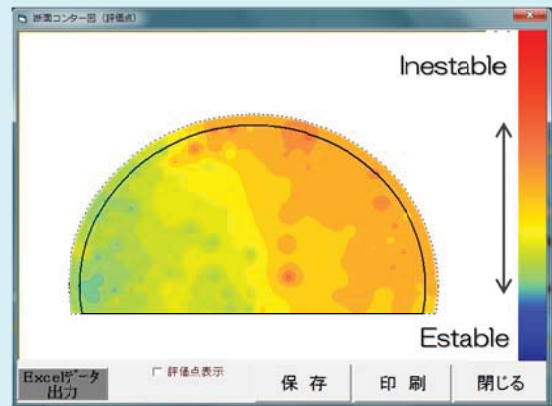 断面コンター図 (評価点)
Inestable
Estable
Excelデータ
出力
評価点表示
保 存
印 刷
閉じる